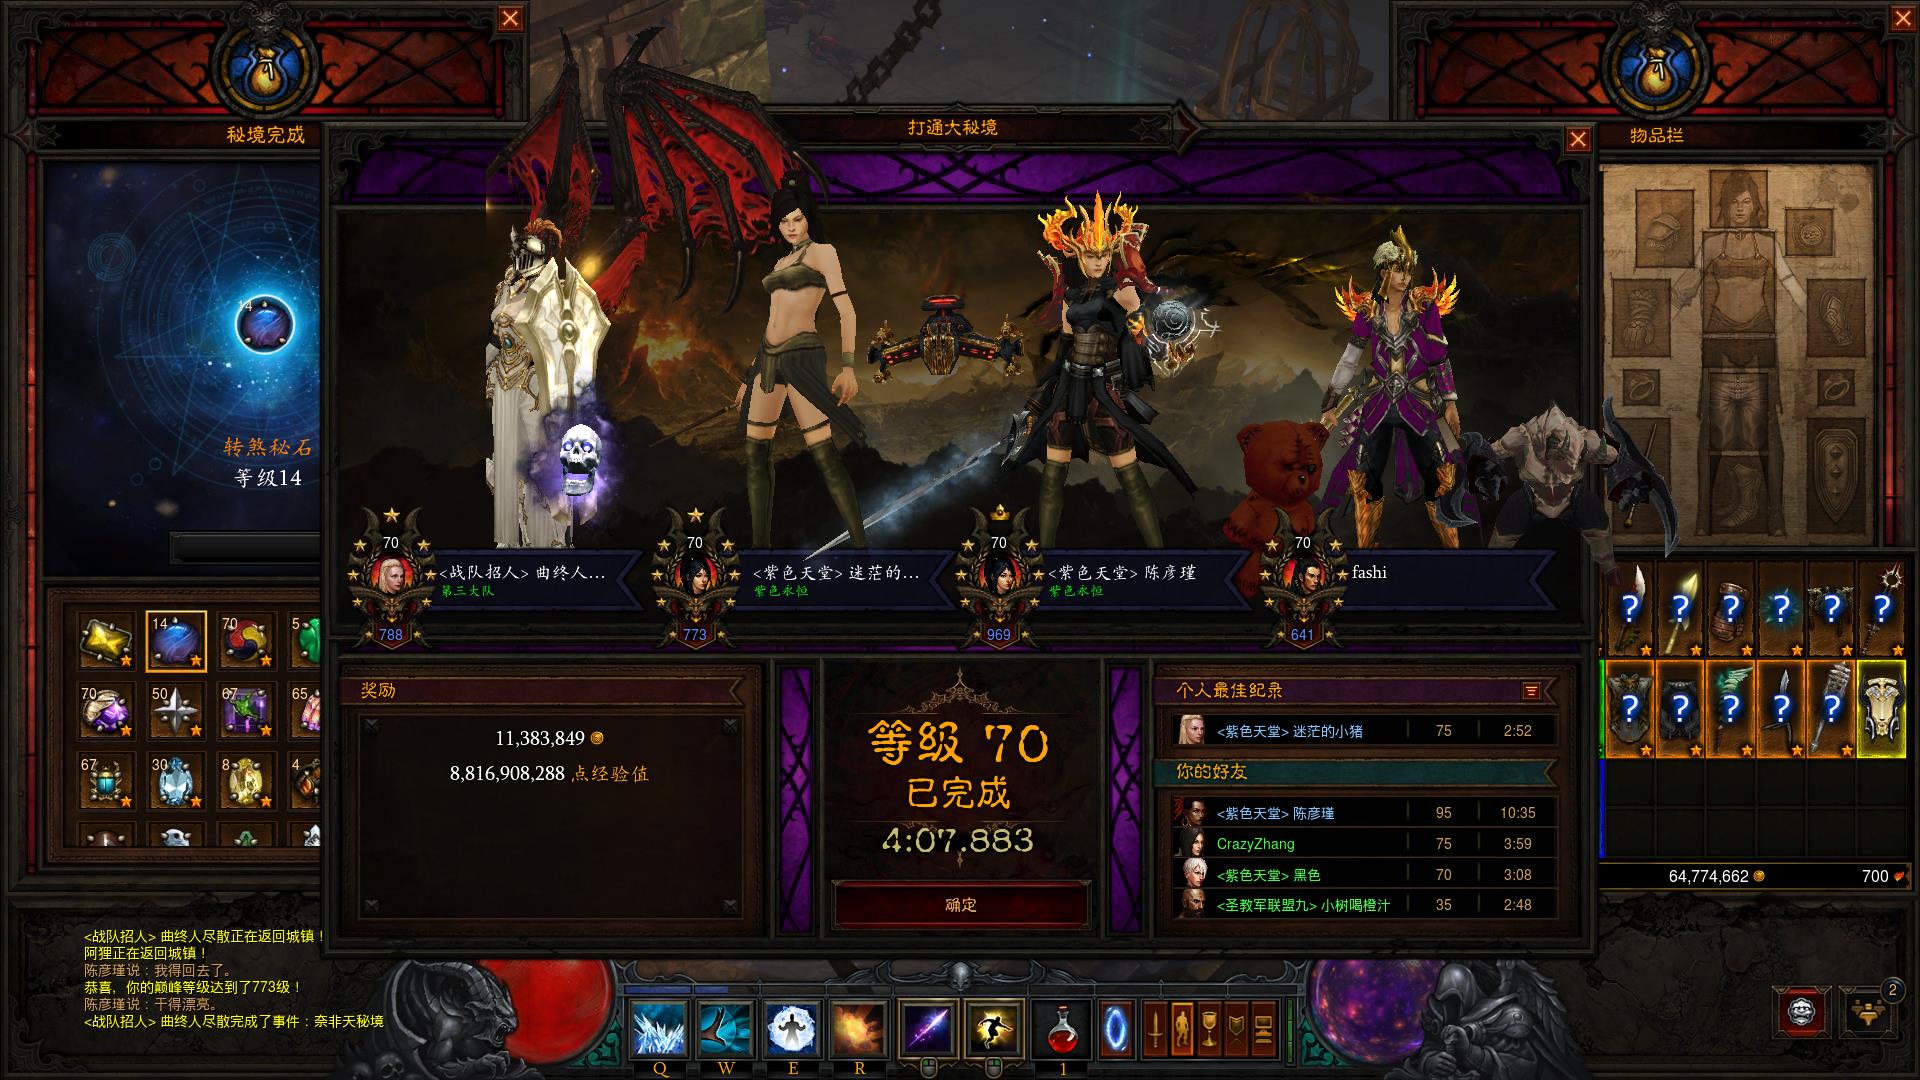 秘境完成
打通大秘境
物品栏
14
转煞秘石
等级14
70
<战队招人> 曲终人...
第三大队
788
70
<紫色天堂> 迷茫的...
紫色永恒
773
70
<紫色天堂> 陈彦瑾
紫色永恒
969
70
fashi
641
14
70
5
70
50
67
65
67
30
8
4
奖励
11,383,849
8,816,908,288 点经验值
等级 70
已完成
4:07.883
确定
个人最佳纪录
<紫色天堂> 迷茫的小猪 75 2:52
你的好友
<紫色天堂> 陈彦瑾 95 10:35
CrazyZhang 75 3:59
<紫色天堂> 黑色 70 3:08
<圣教军联盟九> 小树喝橙汁 35 2:48
? ? ? ? ? ?
? ? ? ? ?
64,774,662 700
<战队招人> 曲终人尽散正在返回城镇！
阿狸正在返回城镇！
陈彦瑾说：我得回去了。
恭喜，你的巅峰等级达到了773级！
陈彦瑾说：干得漂亮。
<战队招人> 曲终人尽散完成了事件：奈非天秘境
Q W E R 1
2